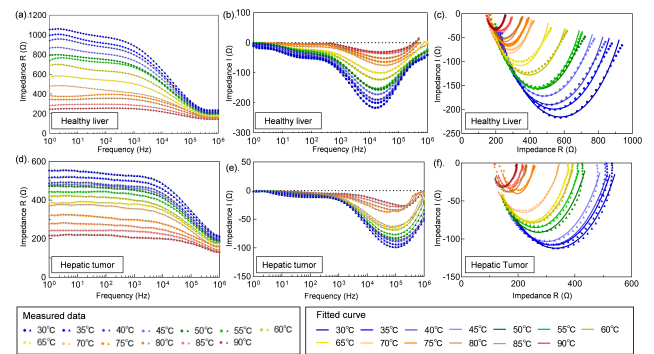 (a).1200
1000
800
600
400
200
0
Impedance R (Ω)
Healthy liver
10⁰ 10¹ 10² 10³ 10⁴ 10⁵ 10⁶
Frequency (Hz)
(b).100
0
-100
-200
-300
Impedance I (Ω)
Healthy liver
10⁰ 10¹ 10² 10³ 10⁴ 10⁵ 10⁶
Frequency (Hz)
(c).
0
-50
-100
-150
-200
-250
Impedance I (Ω)
Healthy Liver
0 200 400 600 800 1000
Impedance R (Ω)
(d).
600
400
200
0
Impedance R (Ω)
Hepatic tumor
10⁰ 10¹ 10² 10³ 10⁴ 10⁵ 10⁶
Frequency (Hz)
(e).
50
0
-50
-100
-150
Impedance I (Ω)
Hepatic tumor
10⁰ 10¹ 10² 10³ 10⁴ 10⁵ 10⁶
Frequency (Hz)
(f).
0
-50
-100
-150
Impedance I (Ω)
Hepatic Tumor
0 100 200 300 400 500 600
Impedance R (Ω)
Measured data
30°C 35°C 40°C 45°C 50°C 55°C 60°C
65°C 70°C 75°C 80°C 85°C 90°C
Fitted curve
30°C 35°C 40°C 45°C 50°C 55°C 60°C
65°C 70°C 75°C 80°C 85°C 90°C